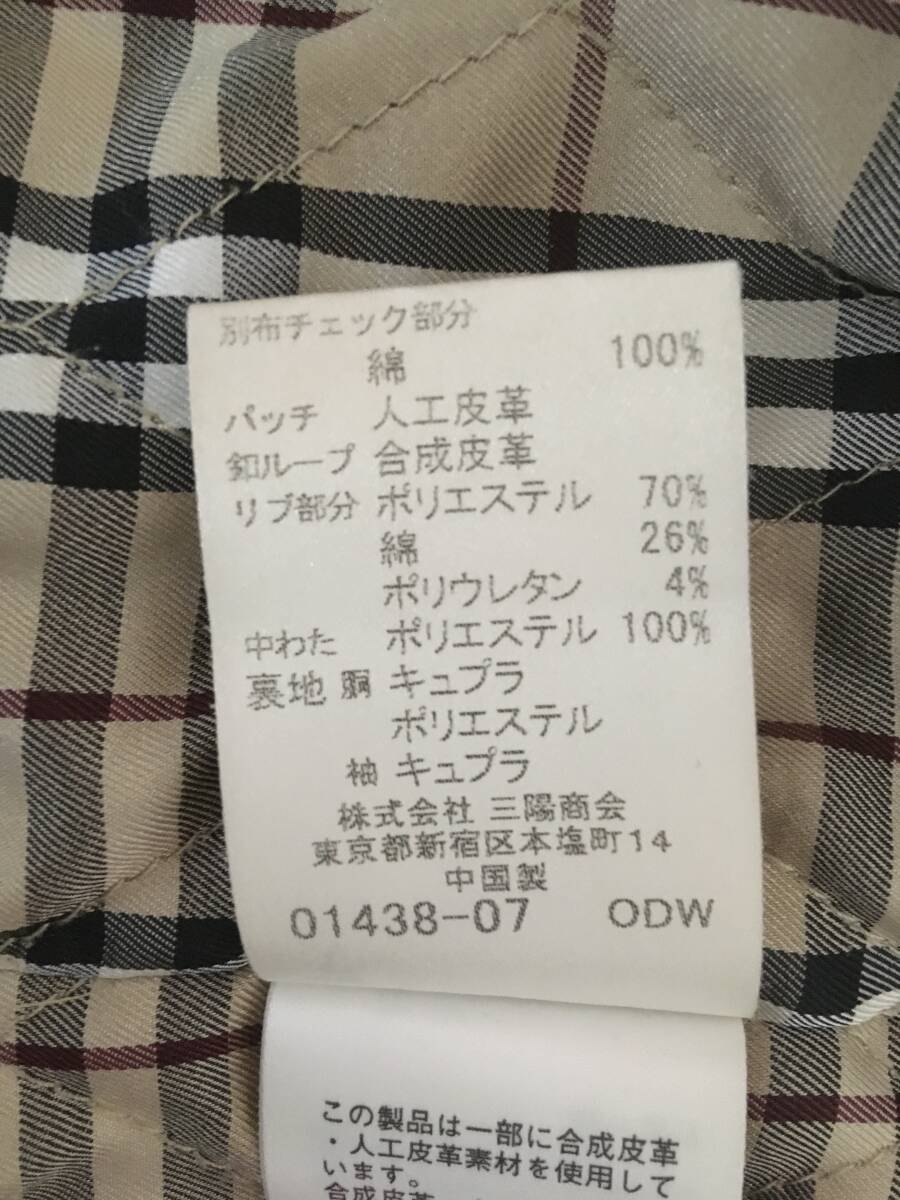 別布チェック部分
綿 100%
パッチ 人工皮革
釦ループ 合成皮革
リブ部分 ポリエステル 70%
綿 26%
ポリウレタン 4%
中わた ポリエステル 100%
裏地 胴 キュプラ
ポリエステル
袖 キュプラ
株式会社 三陽商会
東京都新宿区本塩町14
中国製
01438-07 ODW
この製品は一部に合成皮革
・人工皮革素材を使用して
います。
合成皮革